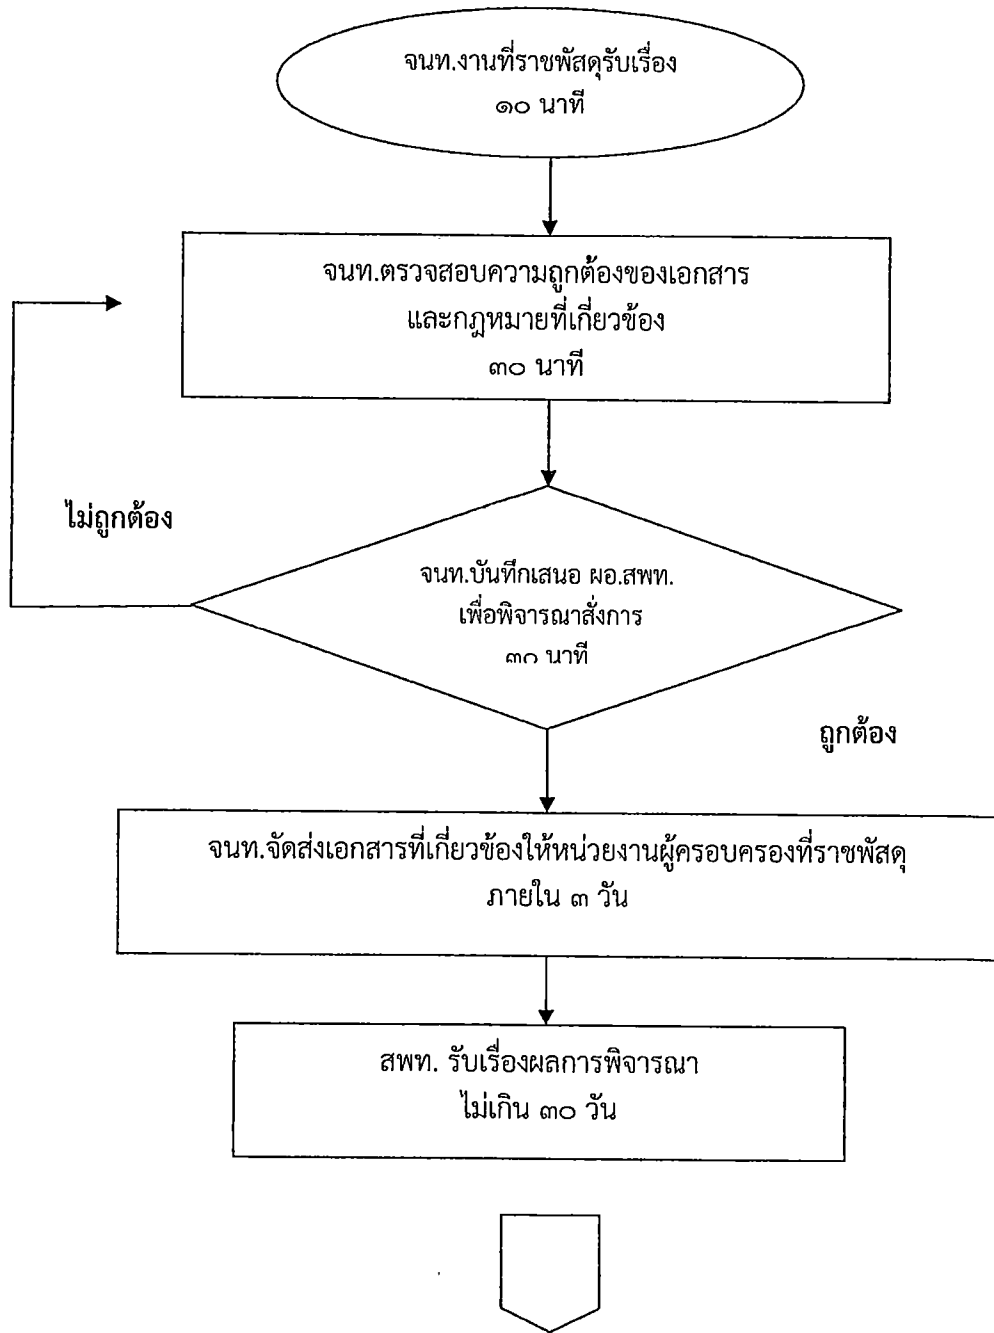 จนท.งานที่ราชพัสดุรับเรื่อง
๑๐ นาที
จนท.ตรวจสอบความถูกต้องของเอกสาร
และกฎหมายที่เกี่ยวข้อง
๓๐ นาที
ไม่ถูกต้อง
จนท.บันทึกเสนอ ผอ.สพท.
เพื่อพิจารณาสั่งการ
๓๐ นาที
ถูกต้อง
จนท.จัดส่งเอกสารที่เกี่ยวข้องให้หน่วยงานผู้ครอบครองที่ราชพัสดุ
ภายใน ๓ วัน
สพท. รับเรื่องผลการพิจารณา
ไม่เกิน ๓๐ วัน